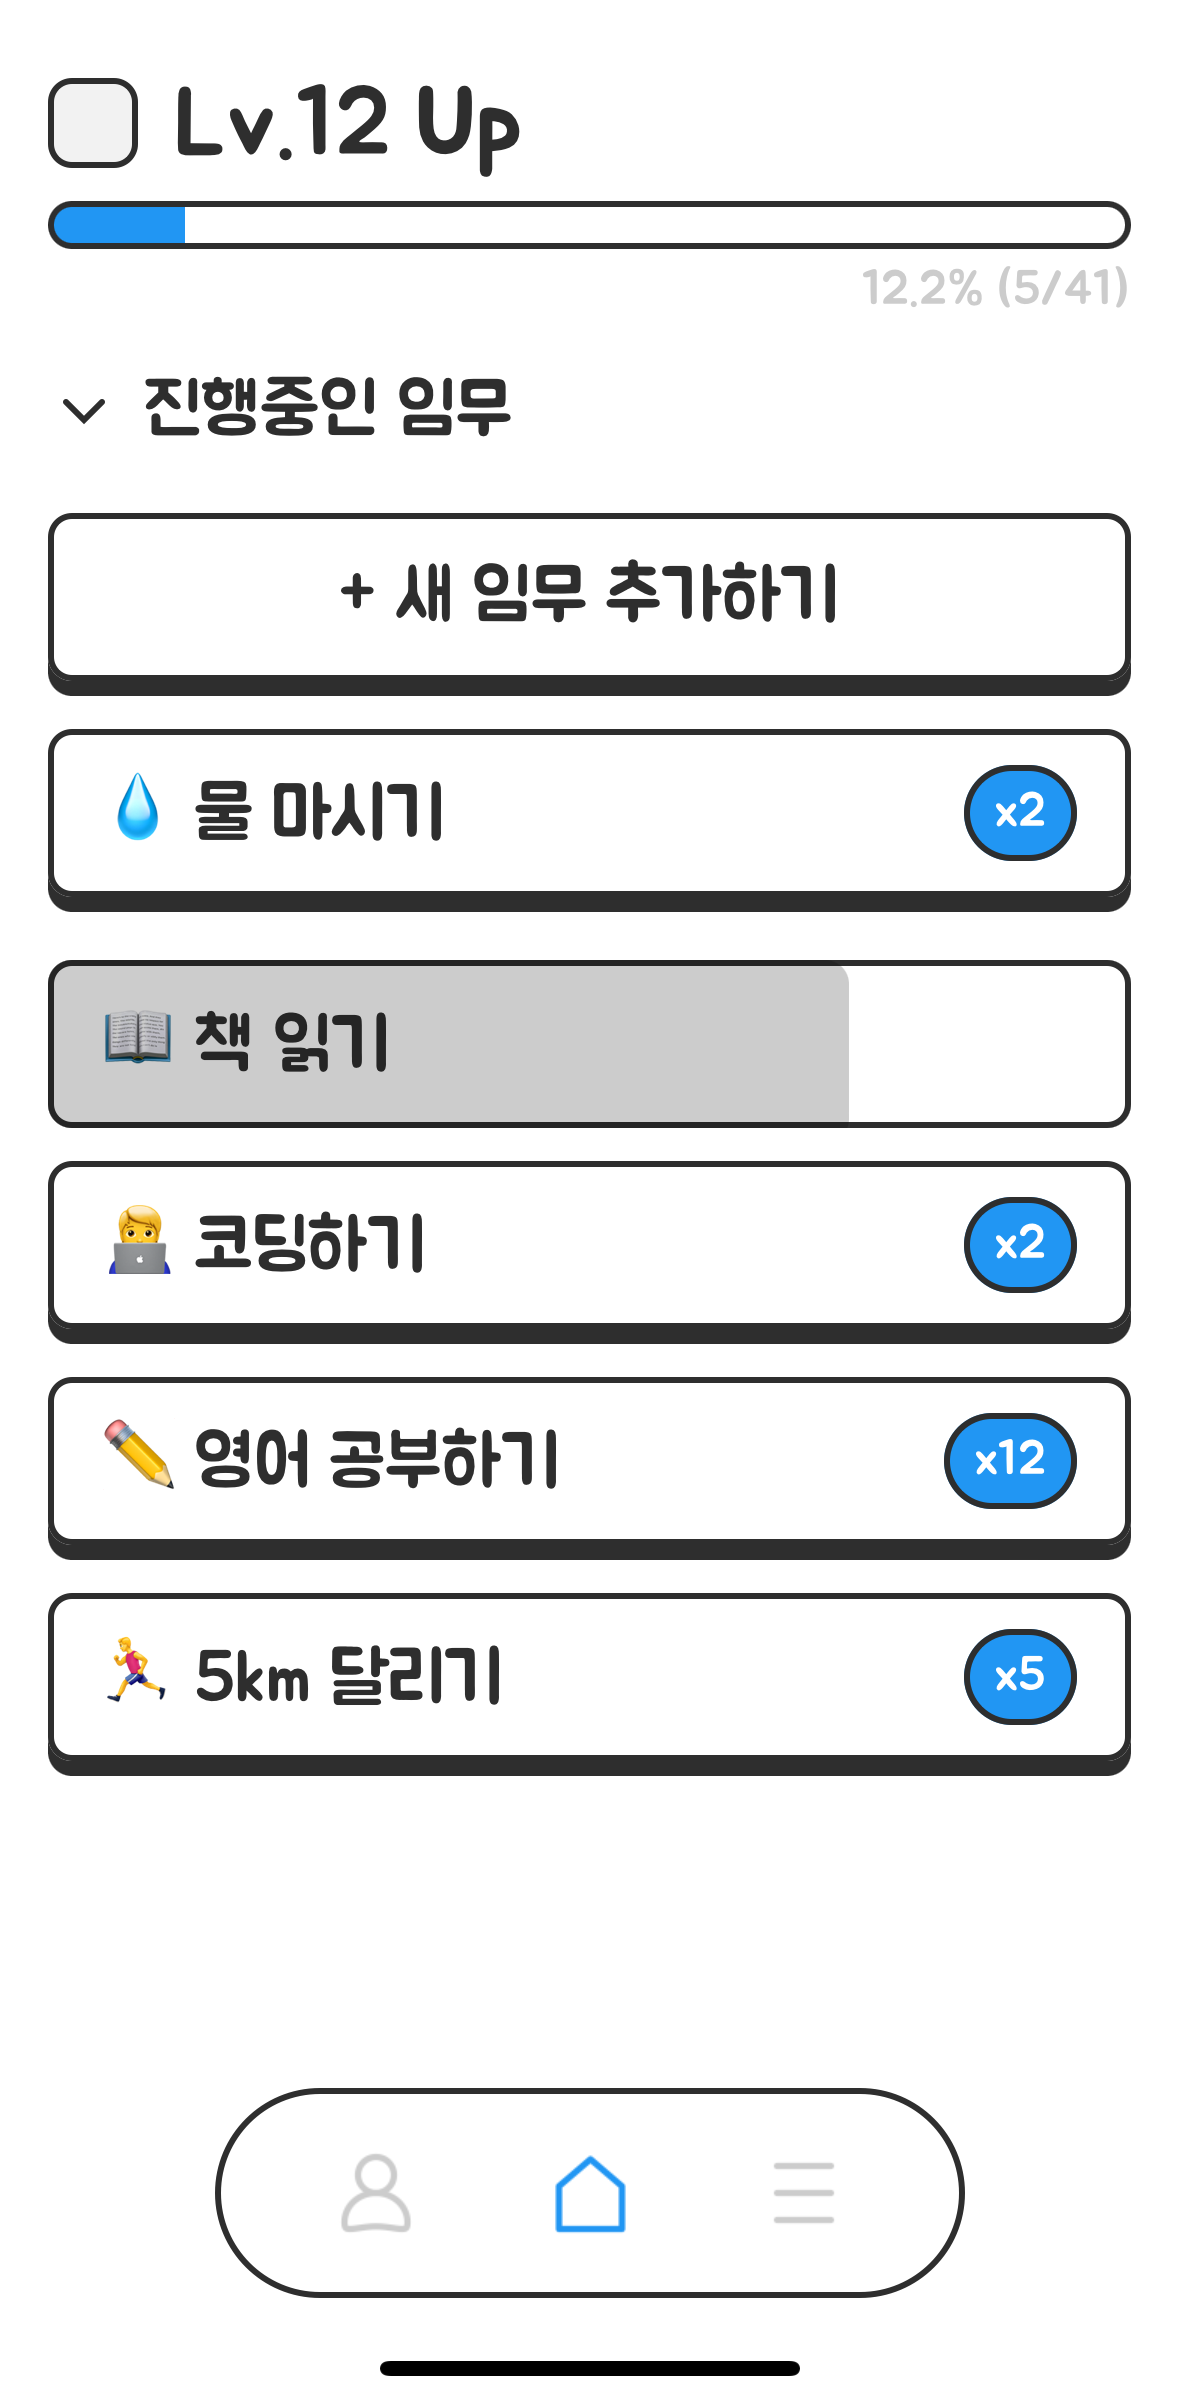 Lv.12 Up
12.2% (5/41)
진행중인 임무
+ 새 임무 추가하기
물 마시기 x2
책 읽기
코딩하기 x2
영어 공부하기 x12
5km 달리기 x5